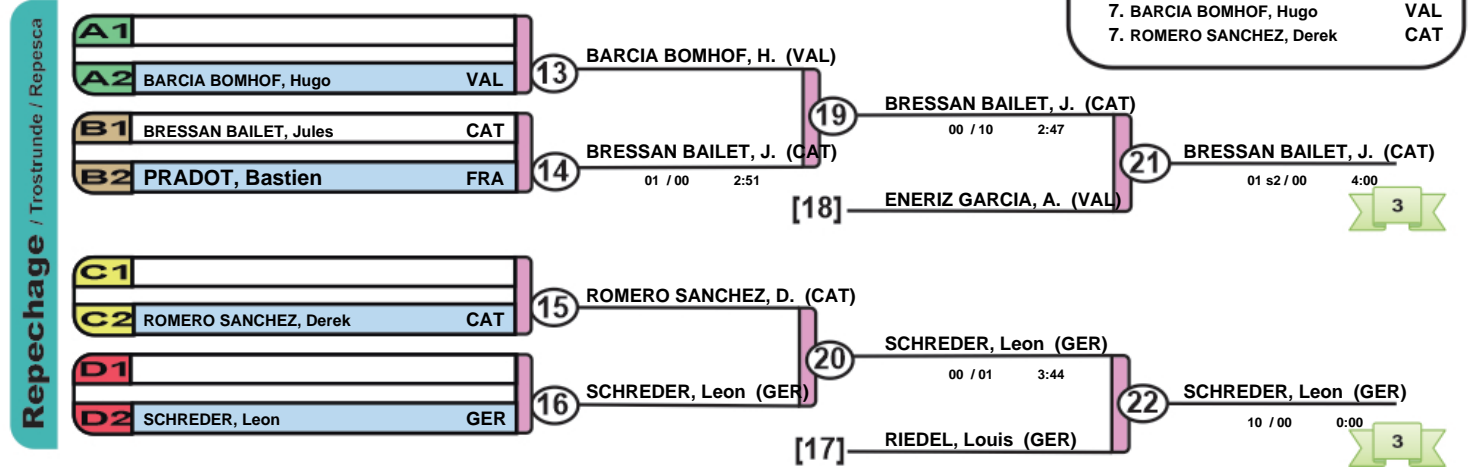 7. BARCIA BOMHOF, Hugo VAL
7. ROMERO SANCHEZ, Derek CAT
Repechage / Trostrunde / Repesca
A1
A2 BARCIA BOMHOF, Hugo VAL
13
BARCIA BOMHOF, H. (VAL)
B1 BRESSAN BAILET, Jules CAT
B2 PRADOT, Bastien FRA
14
BRESSAN BAILET, J. (CAT)
01 / 00 2:51
19
BRESSAN BAILET, J. (CAT)
00 / 10 2:47
[18] ENERIZ GARCIA, A. (VAL)
21
BRESSAN BAILET, J. (CAT)
01 s2 / 00 4:00
3
C1
C2 ROMERO SANCHEZ, Derek CAT
15
ROMERO SANCHEZ, D. (CAT)
D1
D2 SCHREDER, Leon GER
16
SCHREDER, Leon (GER)
20
SCHREDER, Leon (GER)
00 / 01 3:44
[17] RIEDEL, Louis (GER)
22
SCHREDER, Leon (GER)
10 / 00 0:00
3